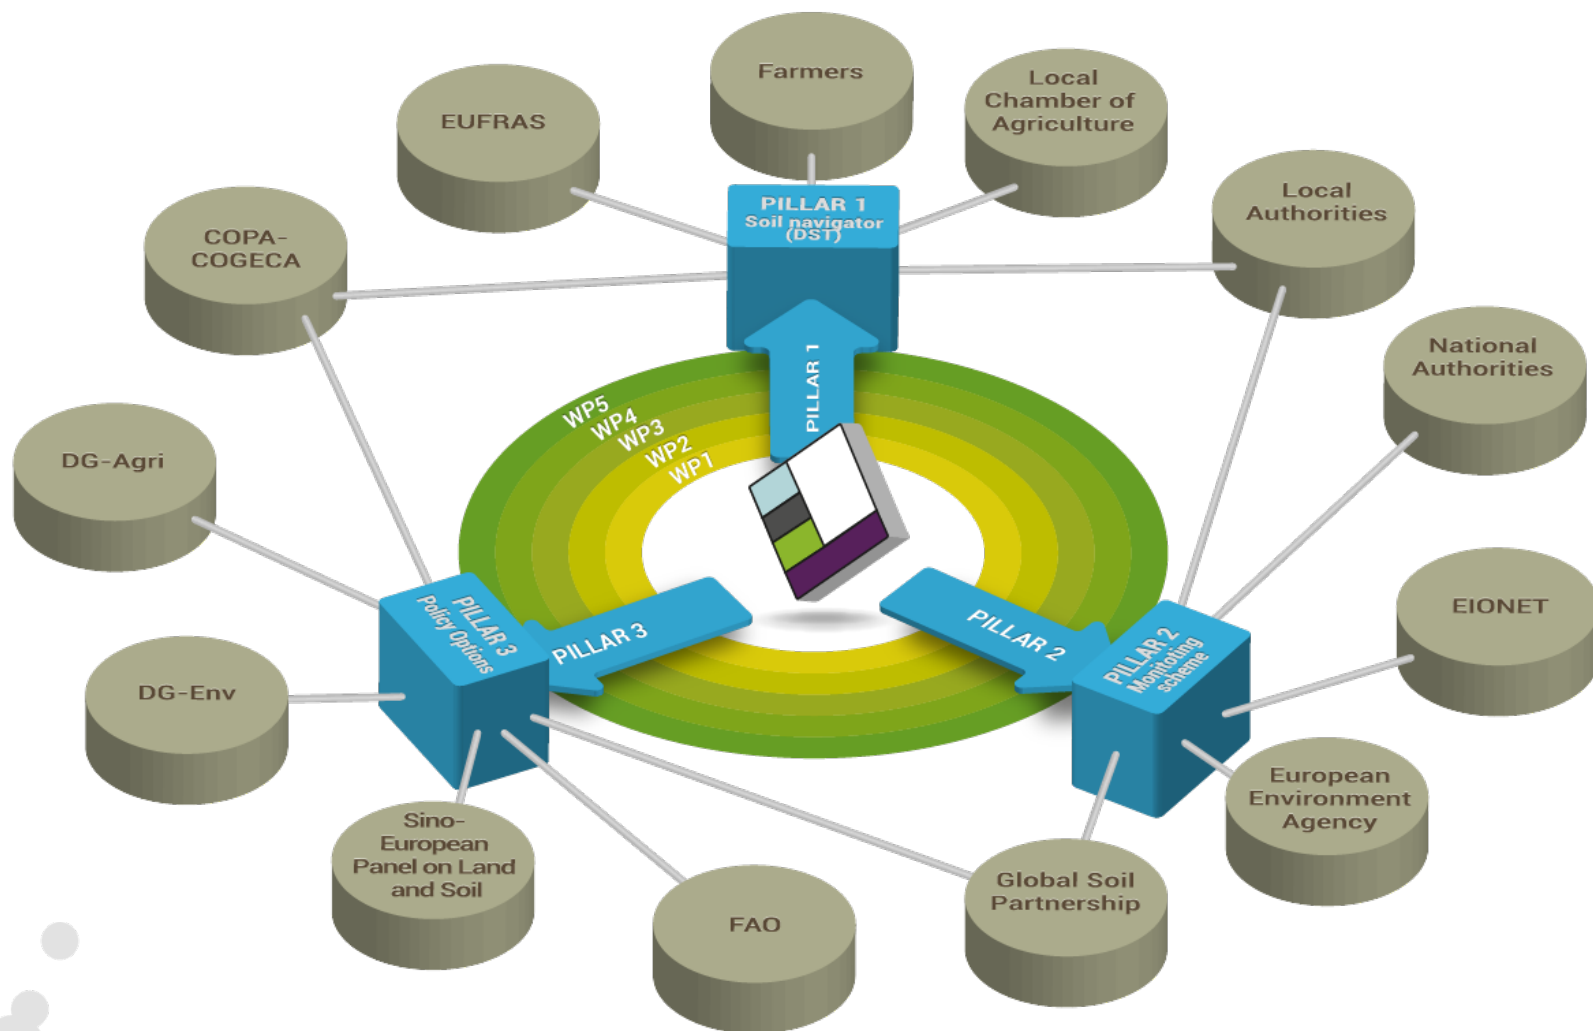 Farmers
EUFRAS
Local
Chamber of
Agriculture
Local
Authorities
COPA-
COGECA
PILLAR 1
Soil navigator
(DST)
National
Authorities
PILLAR 1
WP5
WP4
WP3
WP2
WP1
DG-Agri
EIONET
PILLAR 3
Policy Options
PILLAR 3
PILLAR 2
PILLAR 2
Monitoting
scheme
DG-Env
European
Environment
Agency
Sino-
European
Panel on Land
and Soil
FAO
Global Soil
Partnership